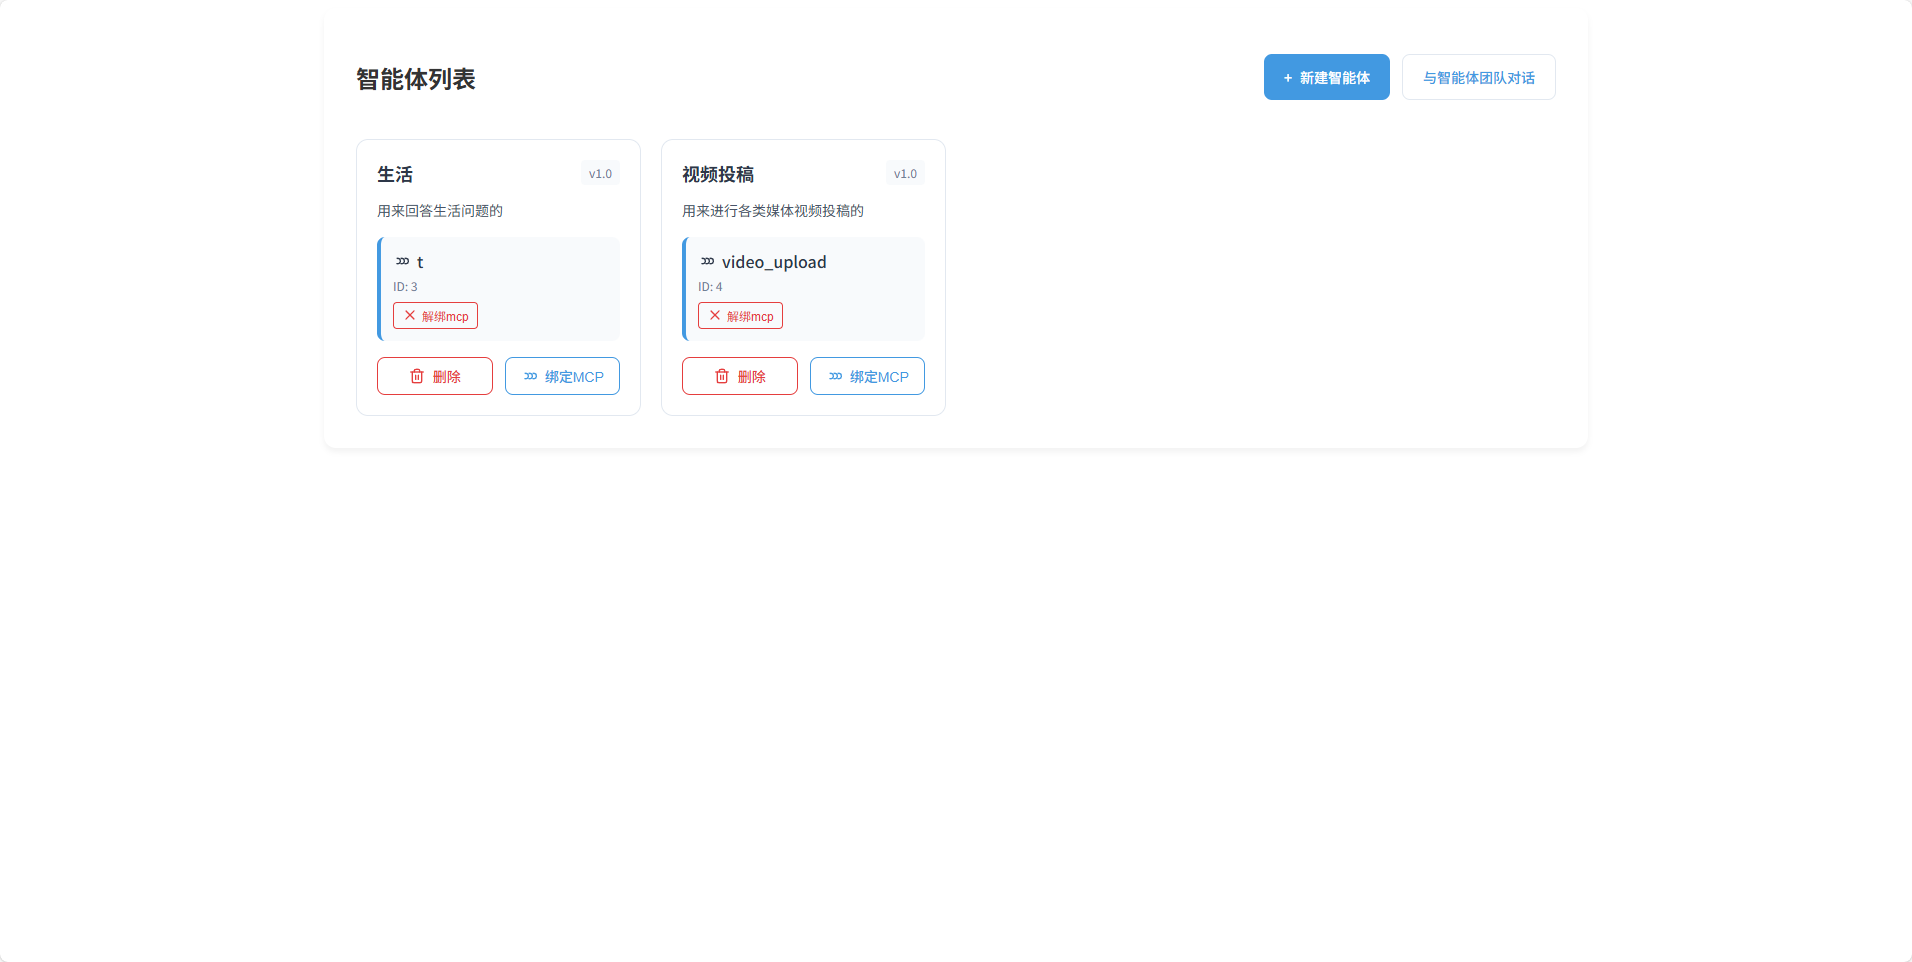 智能体列表
+ 新建智能体
与智能体团队对话
生活
v1.0
用来回答生活问题的
t
ID: 3
解绑mcp
删除
绑定MCP
视频投稿
v1.0
用来进行各类媒体视频投稿的
video_upload
ID: 4
解绑mcp
删除
绑定MCP